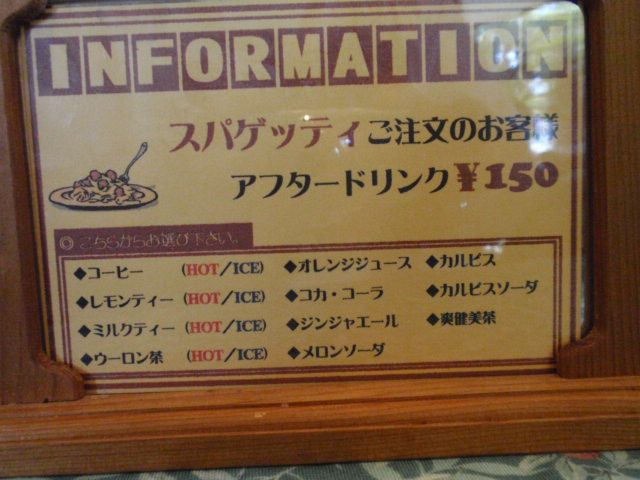 INFORMATION
スパゲッティご注文のお客様
アフタードリンク¥150
◎こちらからお選び下さい。
◆コーヒー (HOT/ICE) ◆オレンジジュース ◆カルピス
◆レモンティー (HOT/ICE) ◆コカ・コーラ ◆カルピスソーダ
◆ミルクティー (HOT/ICE) ◆ジンジャエール ◆爽健美茶
◆ウーロン茶 (HOT/ICE) ◆メロンソーダ